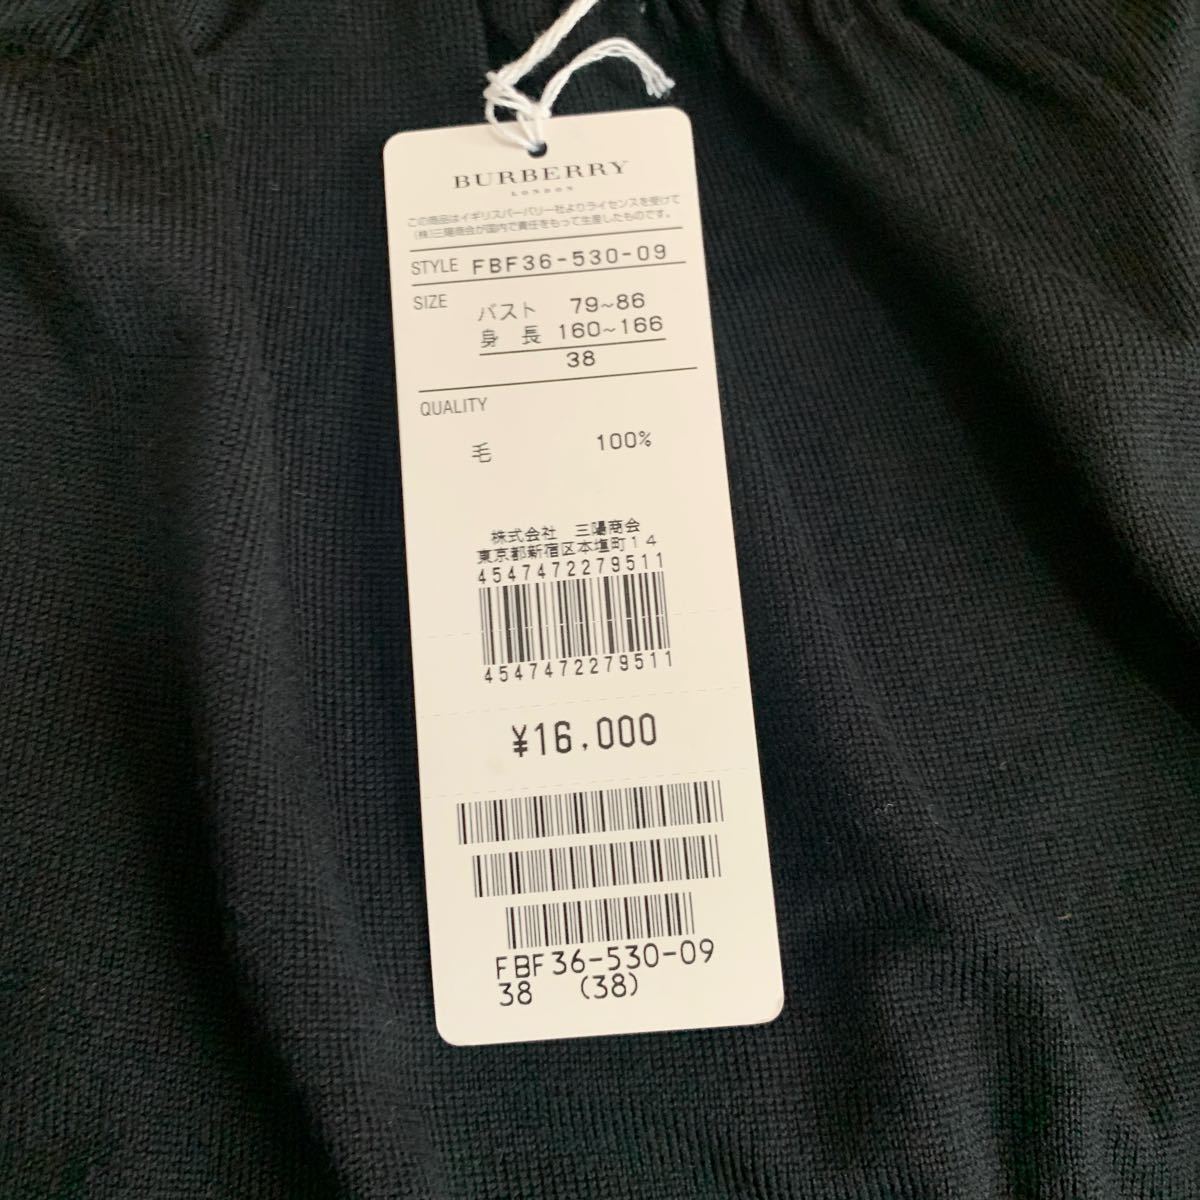 BURBERRY
LONDON
この商品はイギリスバーバリー社よりライセンスを受けて
(株)三陽商会が国内で責任をもって生産したものです。
STYLE FBF36-530-09
SIZE バスト 79~86
身 長 160~166
38
QUALITY
毛 100%
株式会社 三陽商会
東京都新宿区本塩町14
4547472279511
4547472279511
¥16,000
FBF36-530-09
38 (38)